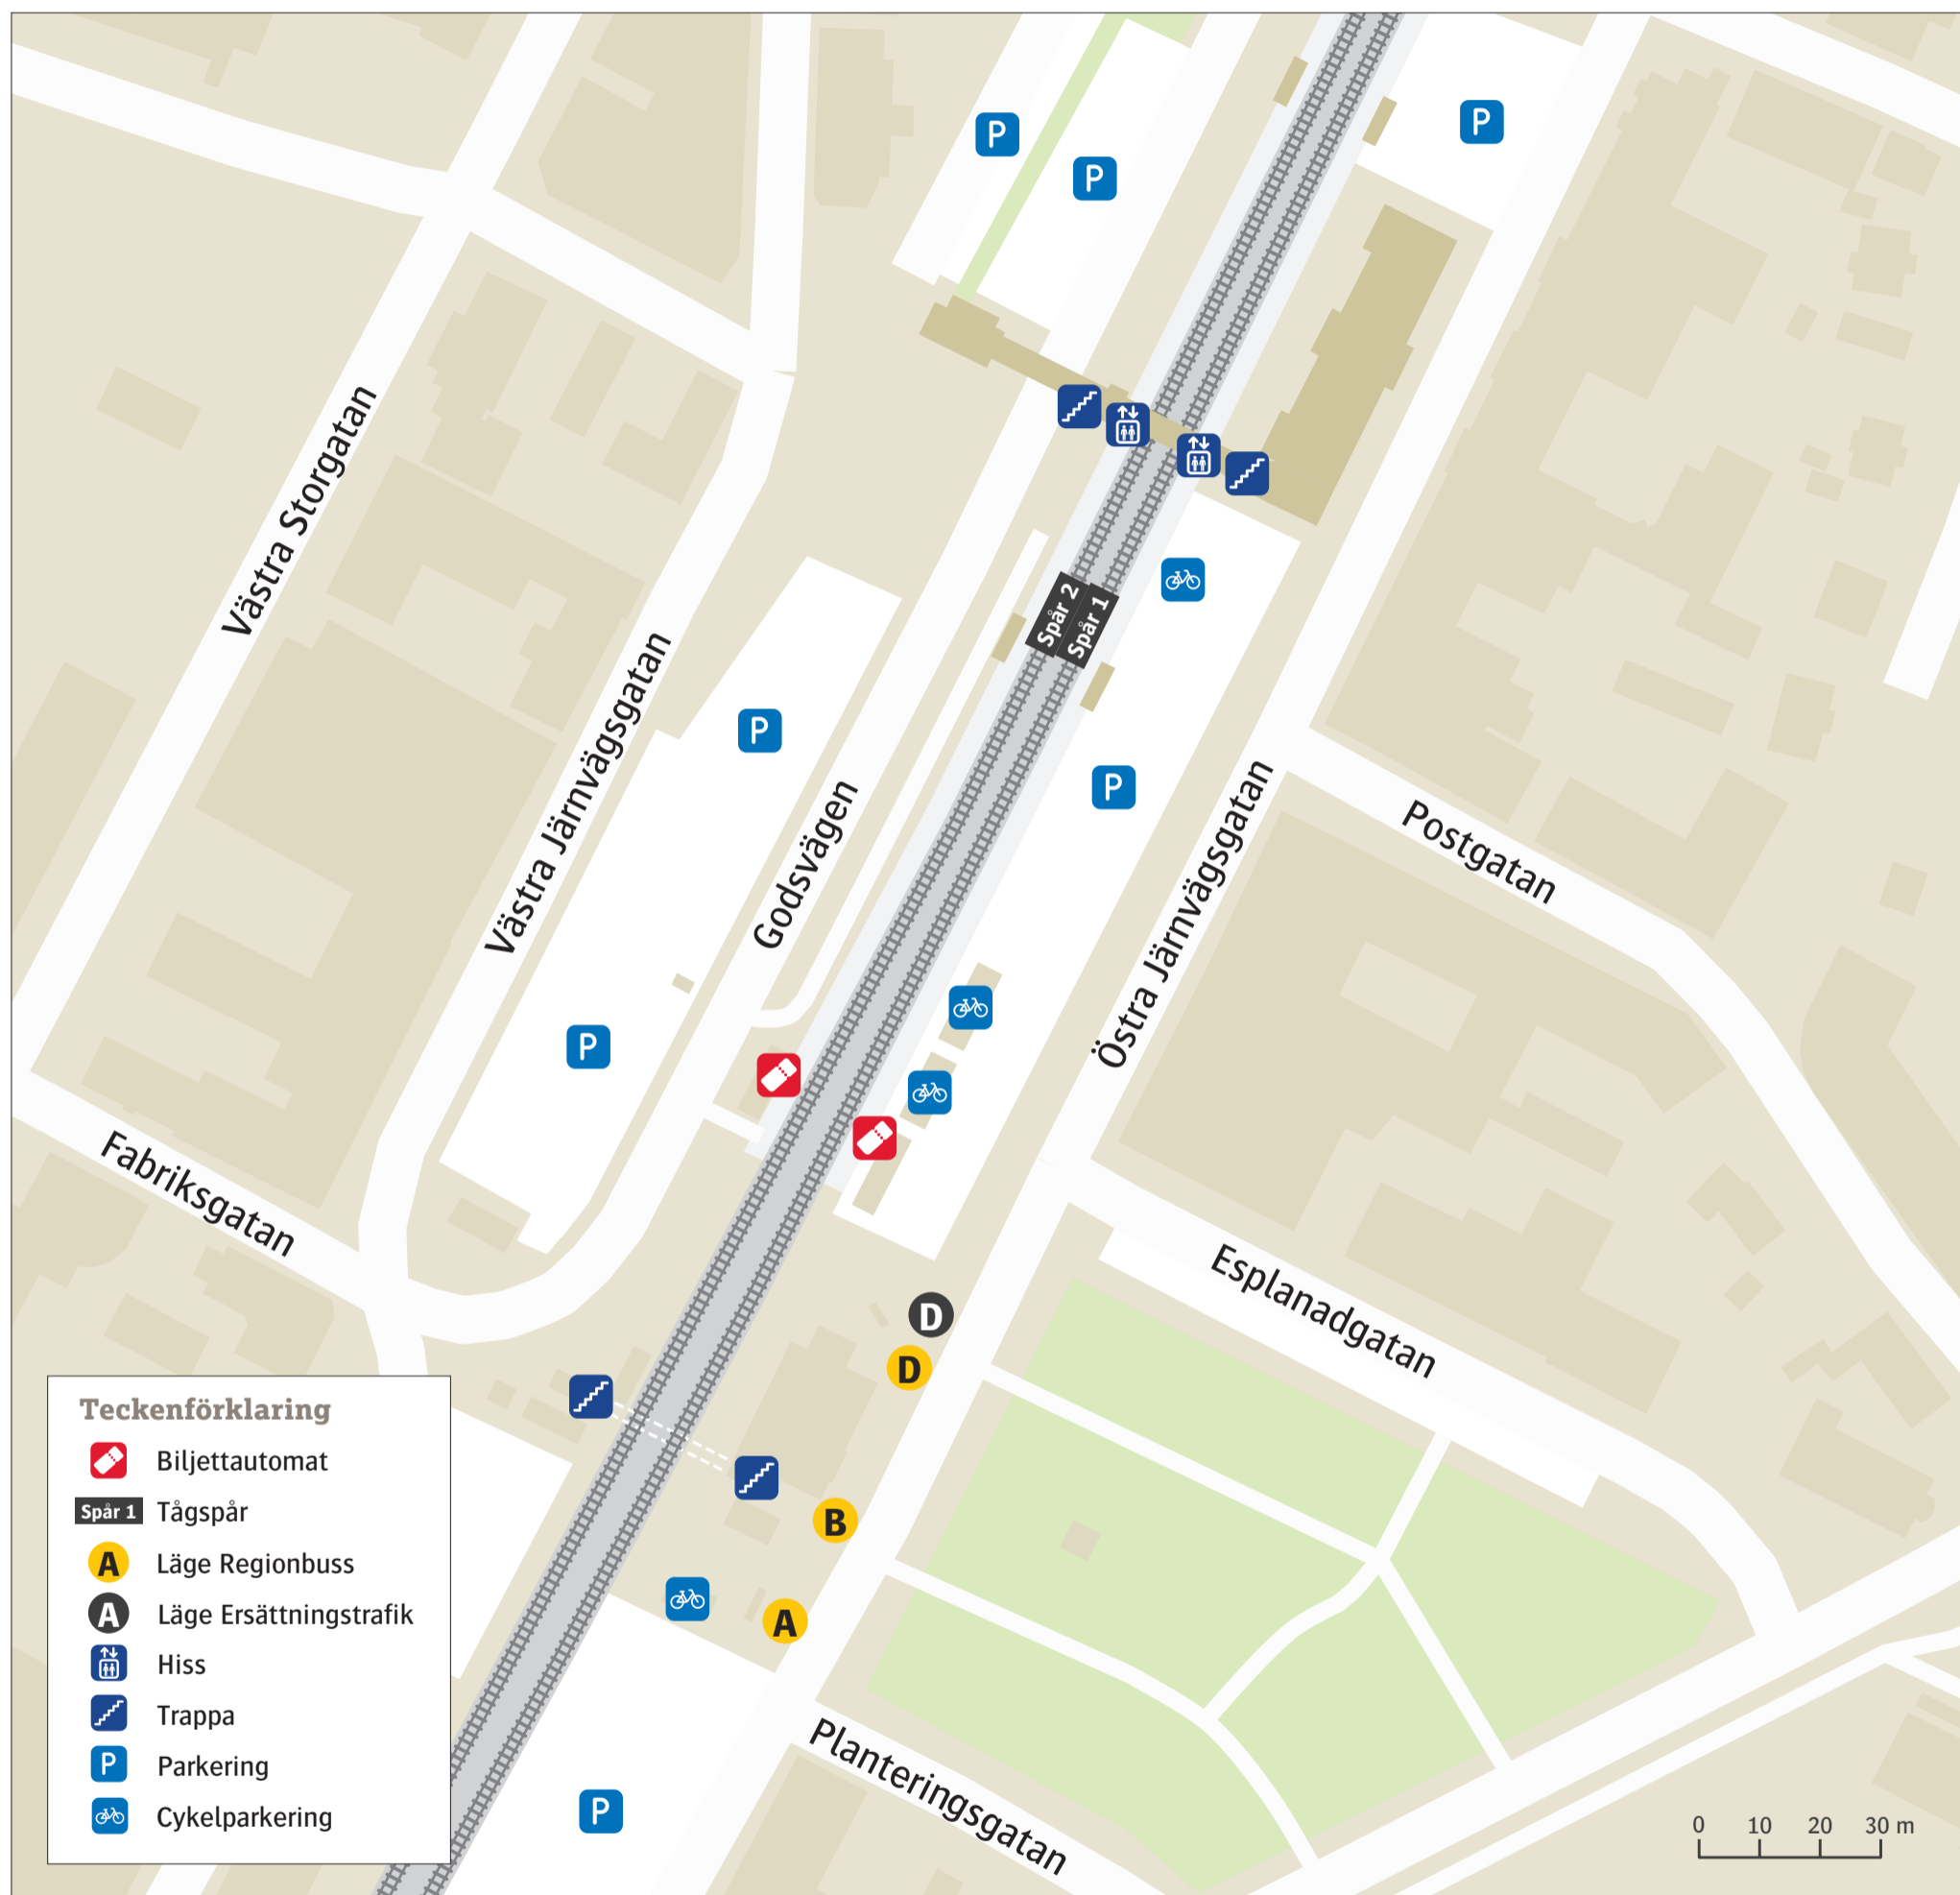 P
P
P
Västra Storgatan
Spår 2
Spår 1
Västra Järnvägsgatan
P
P
Godsvägen
Östra Järnvägsgatan
Postgatan
P
Fabriksgatan
Esplanadgatan
D
D
B
A
Planteringsgatan
P
Teckenförklaring
Biljettautomat
Spår 1 Tågspår
A Läge Regionbuss
A Läge Ersättningstrafik
Hiss
Trappa
P Parkering
Cykelparkering
0 10 20 30 m